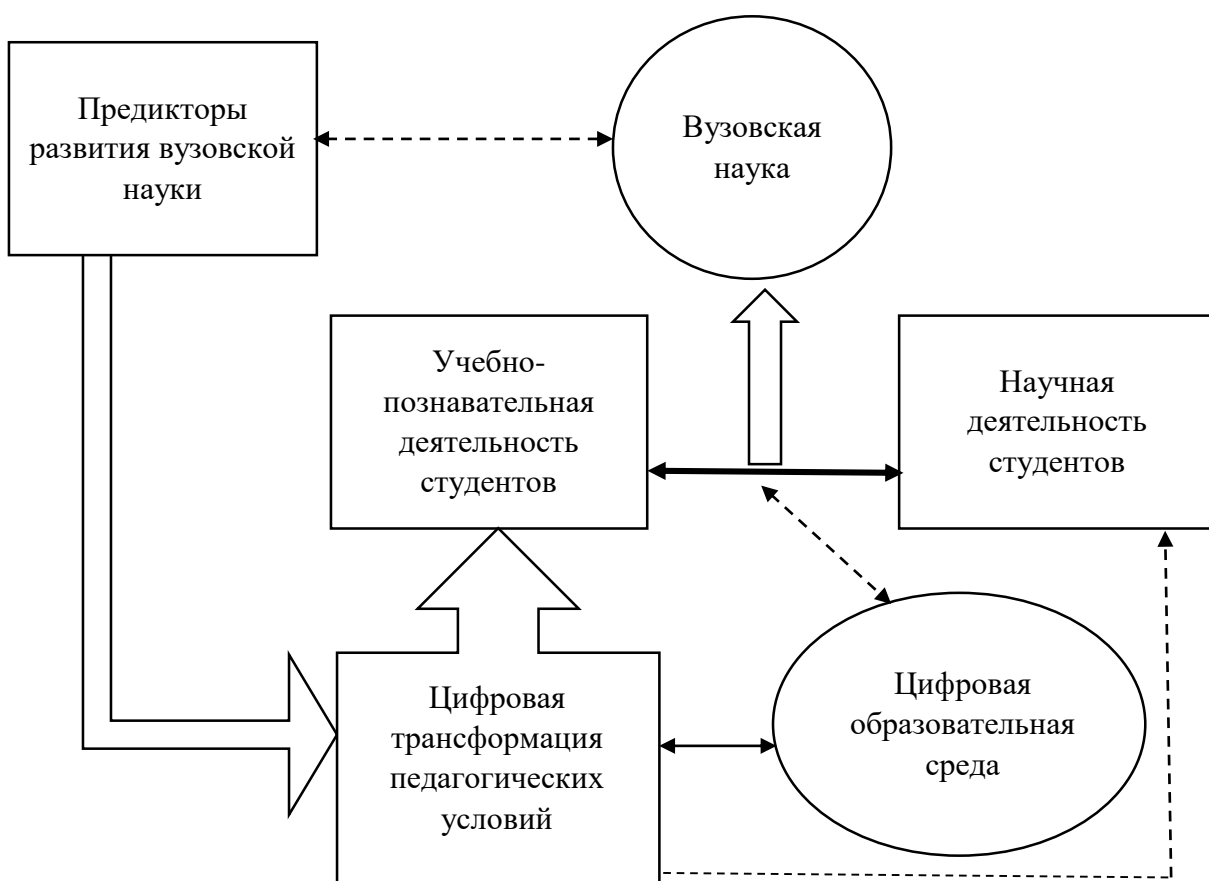 Предикторы
развития вузовской
науки
Вузовская
наука
Учебно-
познавательная
деятельность
студентов
Научная
деятельность
студентов
Цифровая
трансформация
педагогических
условий
Цифровая
образовательная
среда